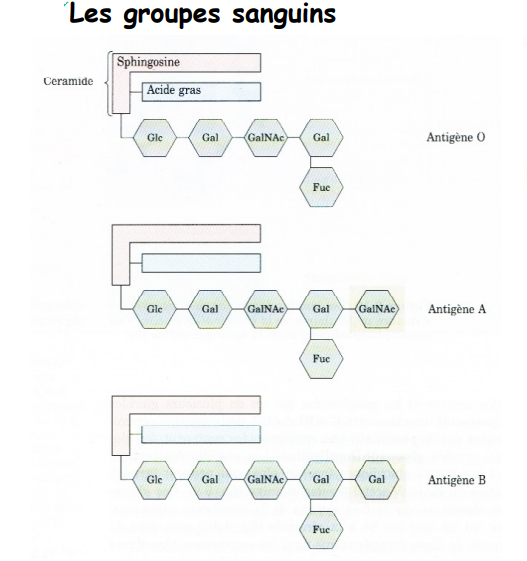 Les groupes sanguins
Sphingosine
Ceramide
Acide gras
Glc Gal GalNAc Gal Antigène O
Fuc
Glc Gal GalNAc Gal GalNAc Antigène A
Fuc
Glc Gal GalNAc Gal Gal Antigène B
Fuc